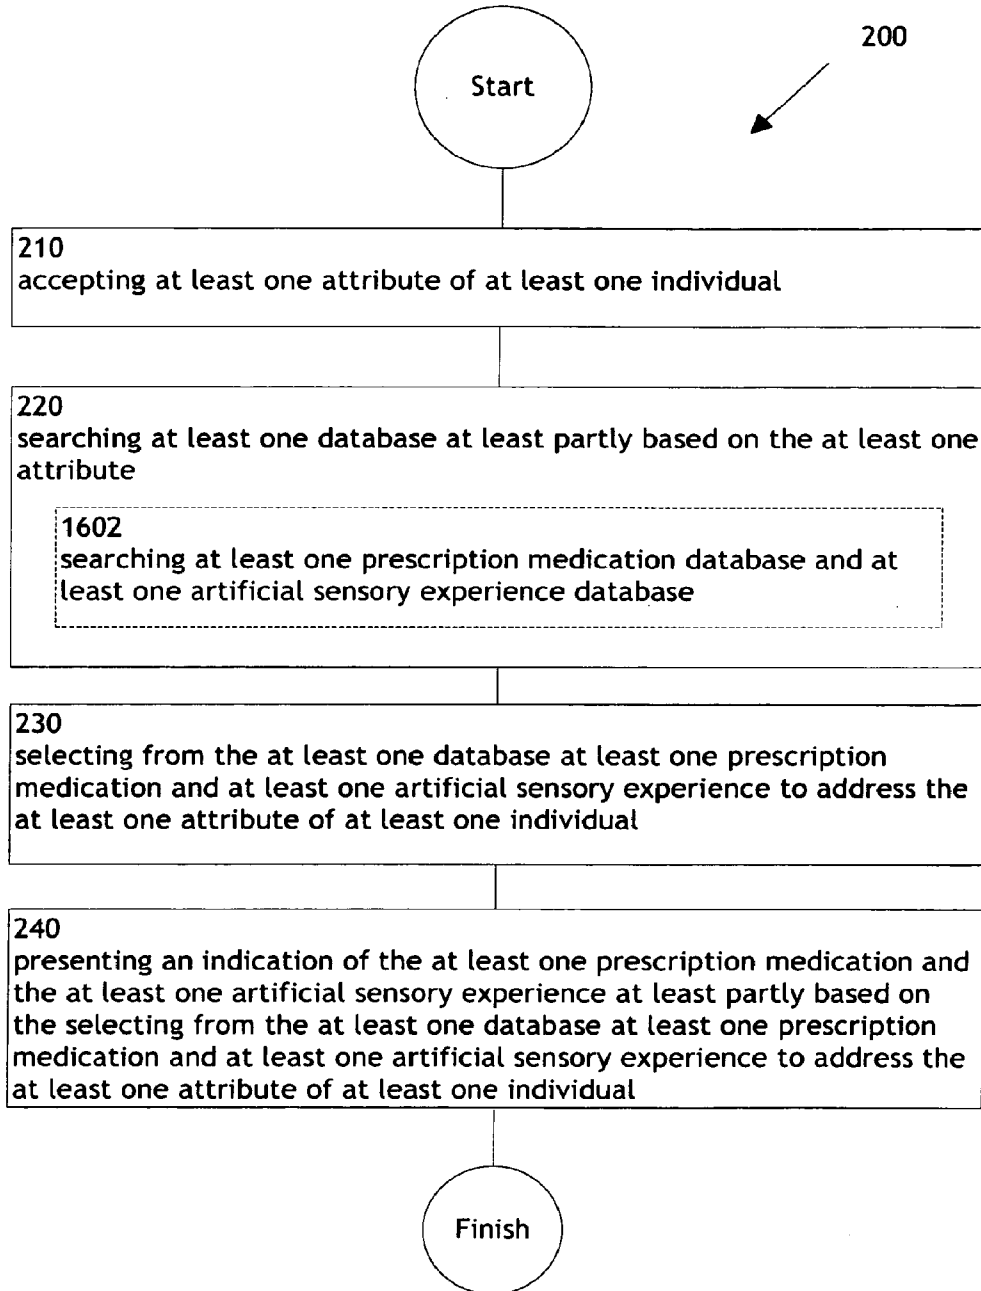 200
Start
210
accepting at least one attribute of at least one individual
220
searching at least one database at least partly based on the at least one
attribute
1602
searching at least one prescription medication database and at
least one artificial sensory experience database
230
selecting from the at least one database at least one prescription
medication and at least one artificial sensory experience to address the
at least one attribute of at least one individual
240
presenting an indication of the at least one prescription medication and
the at least one artificial sensory experience at least partly based on
the selecting from the at least one database at least one prescription
medication and at least one artificial sensory experience to address the
at least one attribute of at least one individual
Finish